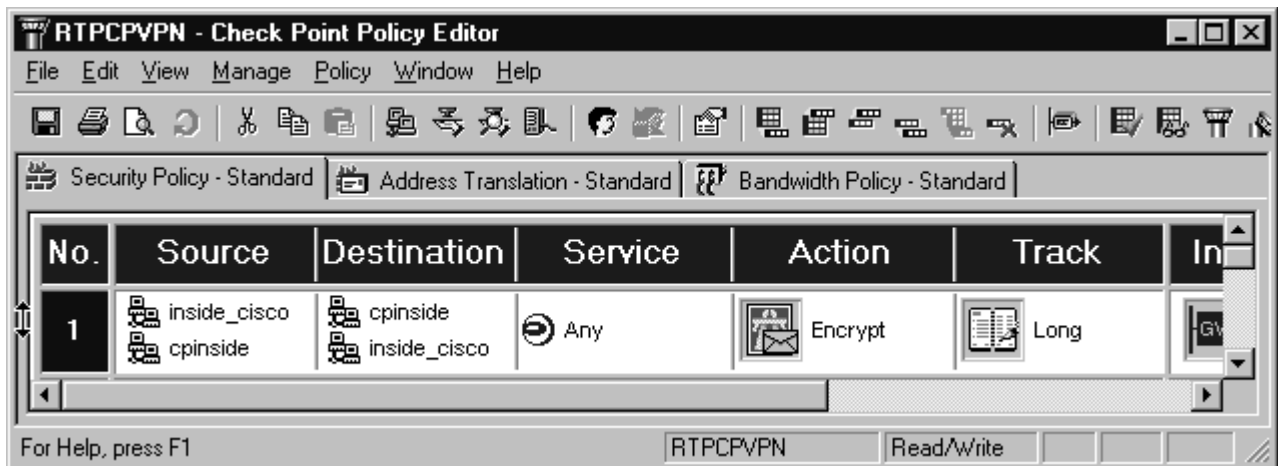 RTPCPVPN - Check Point Policy Editor
File Edit View Manage Policy Window Help
Security Policy - Standard Address Translation - Standard Bandwidth Policy - Standard
No. Source Destination Service Action Track In
1 inside_cisco cpinside Any Encrypt Long GV
cpinside inside_cisco
For Help, press F1 RTPCPVPN Read/Write